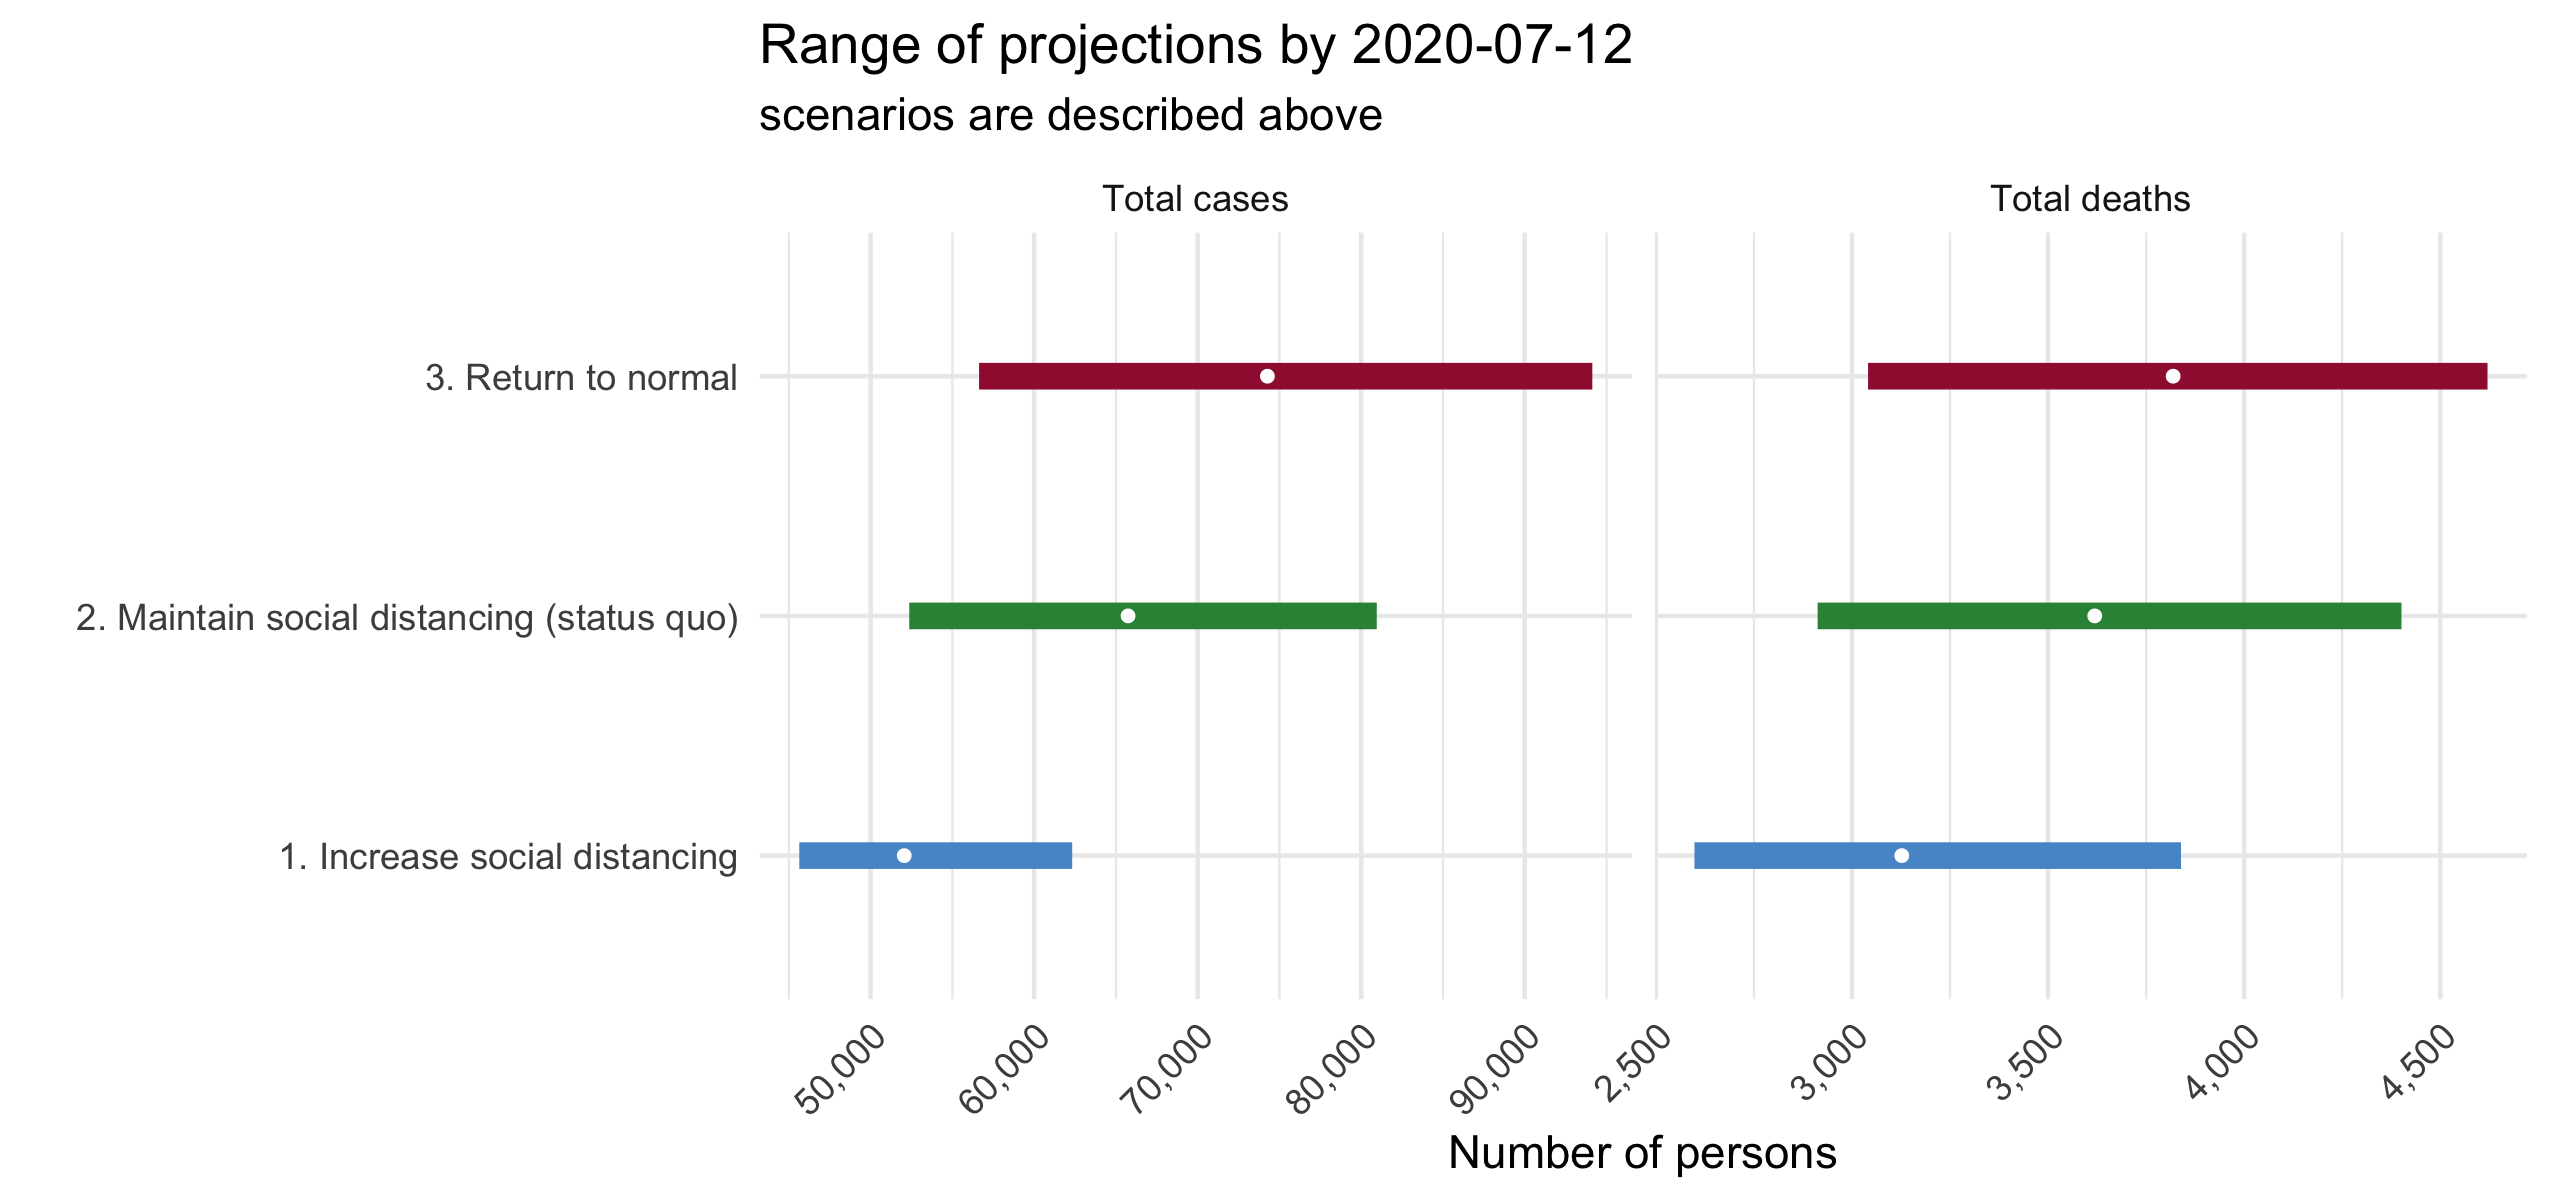 Range of projections by 2020-07-12
scenarios are described above
Total cases
Total deaths
3. Return to normal
2. Maintain social distancing (status quo)
1. Increase social distancing
50,000
60,000
70,000
80,000
90,000
2,500
3,000
3,500
4,000
4,500
Number of persons